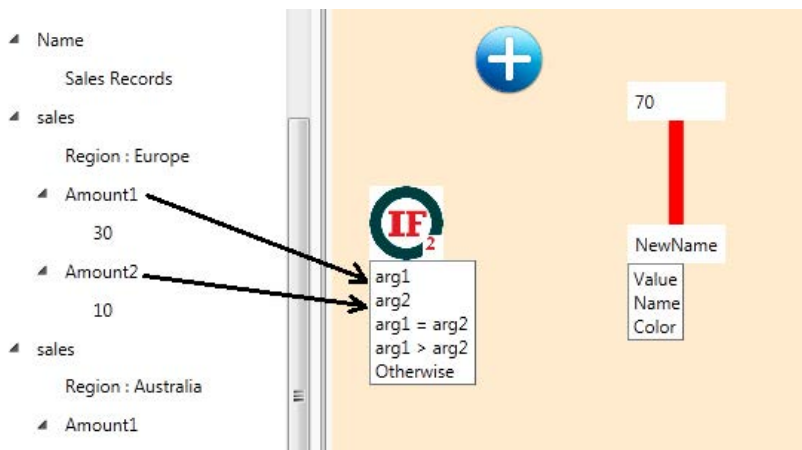 Name
Sales Records
sales
Region : Europe
Amount1
30
Amount2
10
sales
Region : Australia
Amount1
IF2
arg1
arg2
arg1 = arg2
arg1 > arg2
Otherwise
70
NewName
Value
Name
Color